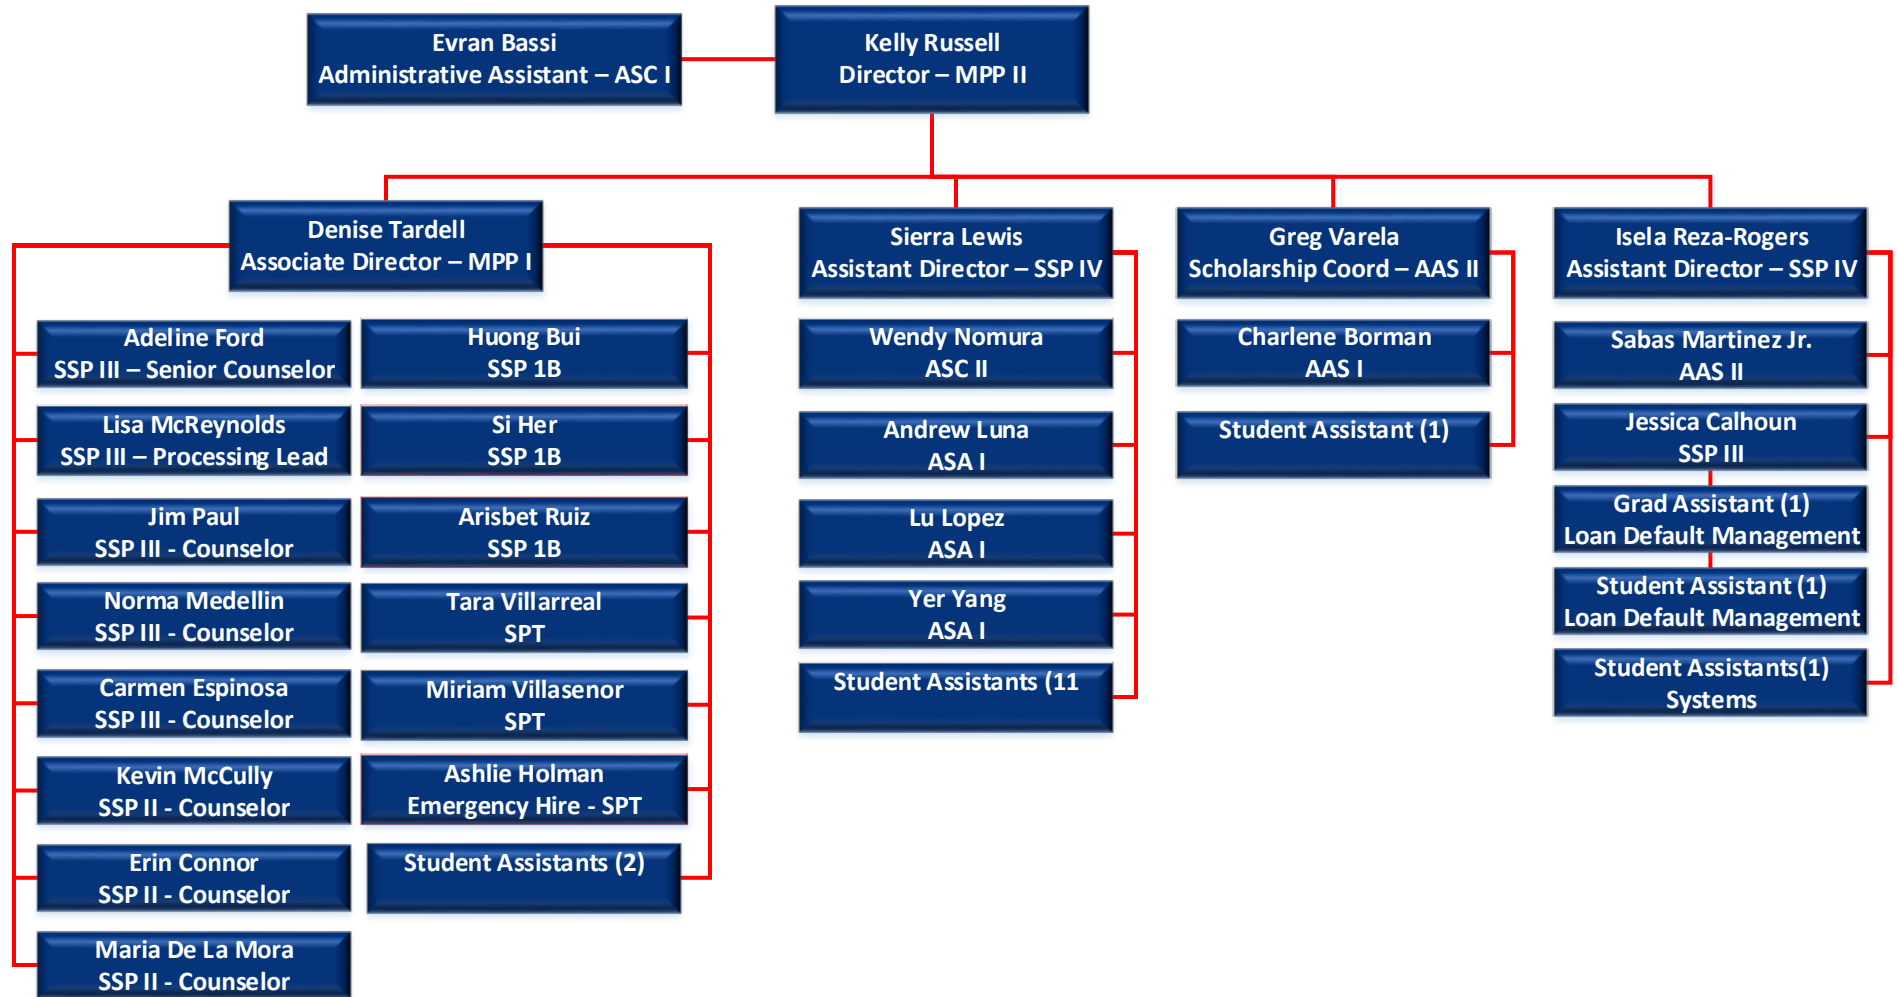 Evran Bassi
Administrative Assistant – ASC I
Kelly Russell
Director – MPP II
Denise Tardell
Associate Director – MPP I
Adeline Ford
SSP III – Senior Counselor
Lisa McReynolds
SSP III – Processing Lead
Jim Paul
SSP III - Counselor
Norma Medellin
SSP III - Counselor
Carmen Espinosa
SSP III - Counselor
Kevin McCully
SSP II - Counselor
Erin Connor
SSP II - Counselor
Maria De La Mora
SSP II - Counselor
Huong Bui
SSP 1B
Si Her
SSP 1B
Arisbet Ruiz
SSP 1B
Tara Villarreal
SPT
Miriam Villasenor
SPT
Ashlie Holman
Emergency Hire - SPT
Student Assistants (2)
Sierra Lewis
Assistant Director – SSP IV
Wendy Nomura
ASC II
Andrew Luna
ASA I
Lu Lopez
ASA I
Yer Yang
ASA I
Student Assistants (11
Greg Varela
Scholarship Coord – AAS II
Charlene Borman
AAS I
Student Assistant (1)
Isela Reza-Rogers
Assistant Director – SSP IV
Sabas Martinez Jr.
AAS II
Jessica Calhoun
SSP III
Grad Assistant (1)
Loan Default Management
Student Assistant (1)
Loan Default Management
Student Assistants(1)
Systems